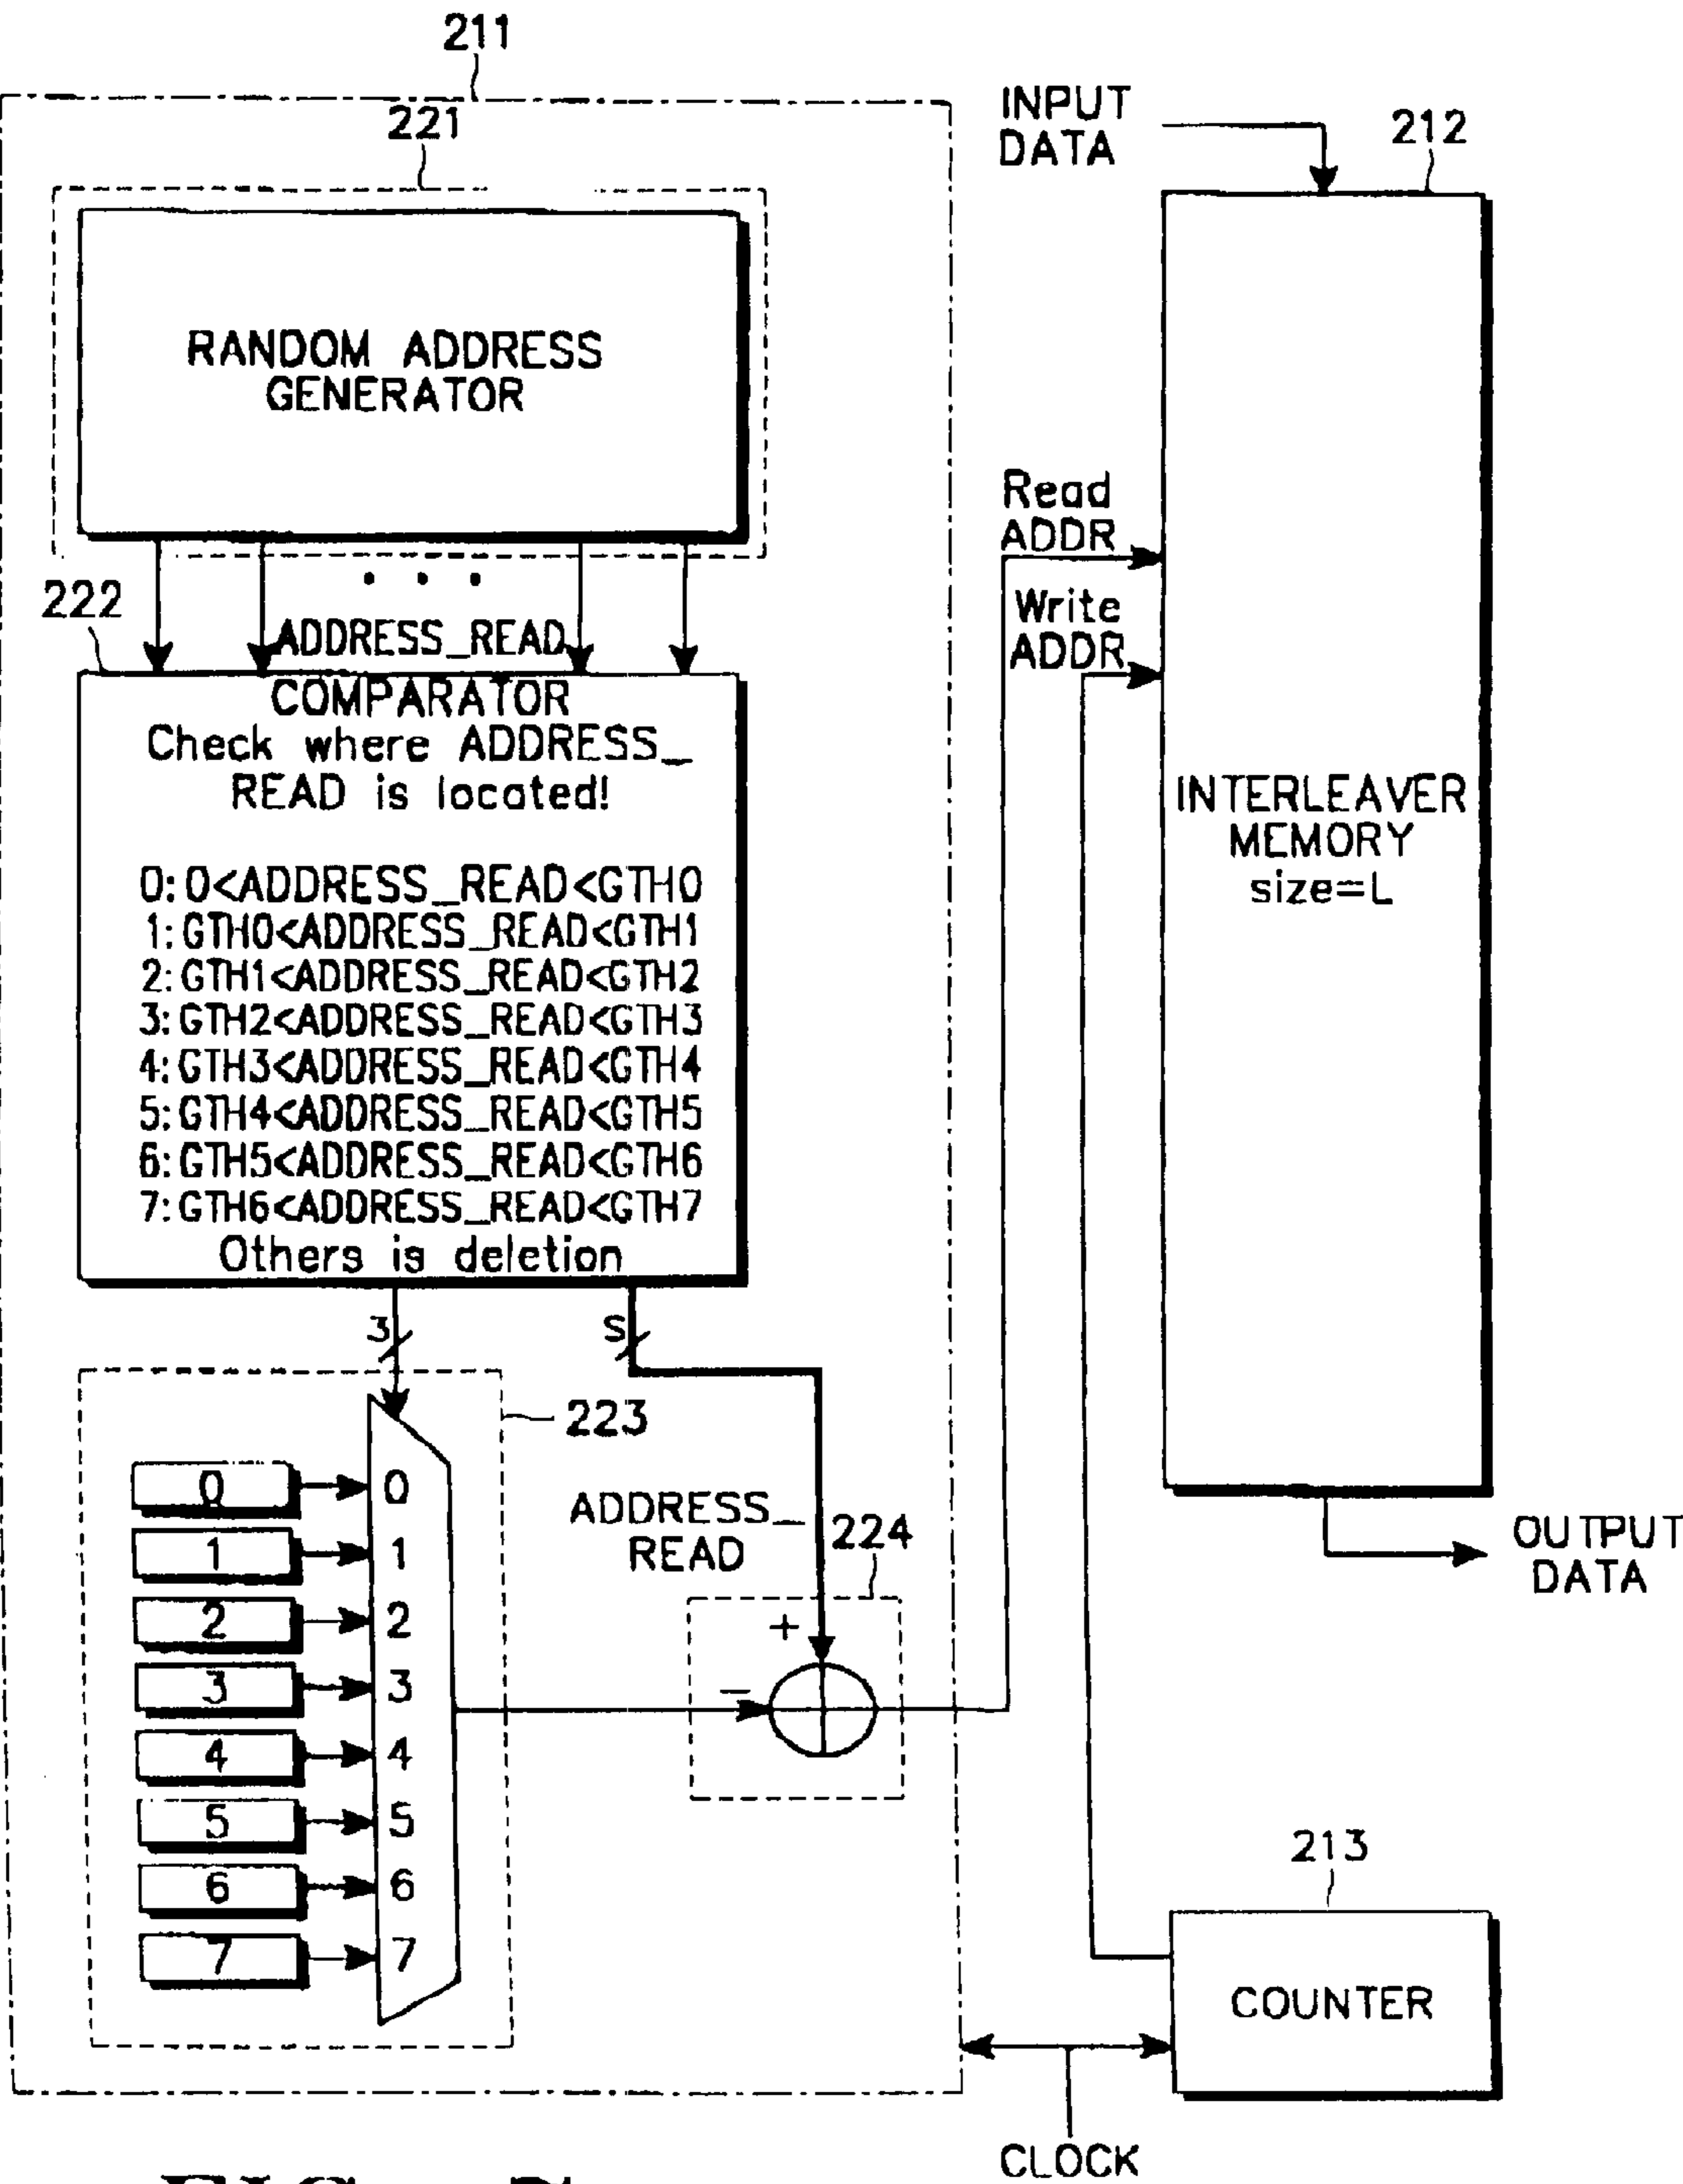 211
221
RANDOM ADDRESS
GENERATOR
222
. . .
ADDRESS_READ
COMPARATOR
Check where ADDRESS_
READ is located!
0:0<ADDRESS_READ<GTH0
1:GTH0<ADDRESS_READ<GTH1
2:GTH1<ADDRESS_READ<GTH2
3:GTH2<ADDRESS_READ<GTH3
4:GTH3<ADDRESS_READ<GTH4
5:GTH4<ADDRESS_READ<GTH5
6:GTH5<ADDRESS_READ<GTH6
7:GTH6<ADDRESS_READ<GTH7
Others is deletion
3
S
223
0 0
1 1
2 2
3 3
4 4
5 5
6 6
7 7
ADDRESS_
READ
224
+
−
INPUT
DATA
212
Read
ADDR
Write
ADDR
INTERLEAVER
MEMORY
size=L
OUTPUT
DATA
213
COUNTER
CLOCK